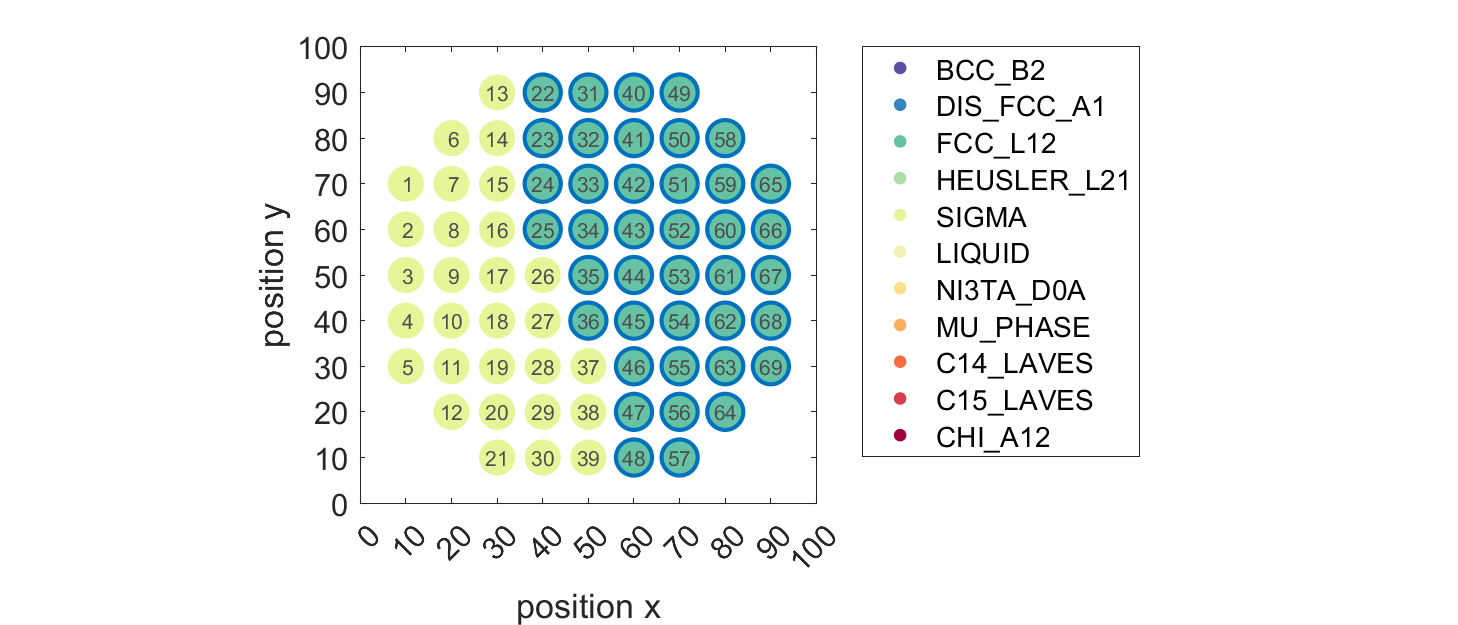 100
90
80
70
60
50
40
30
20
10
0
position y
13 22 31 40 49
6 14 23 32 41 50 58
1 7 15 24 33 42 51 59 65
2 8 16 25 34 43 52 60 66
3 9 17 26 35 44 53 61 67
4 10 18 27 36 45 54 62 68
5 11 19 28 37 46 55 63 69
12 20 29 38 47 56 64
21 30 39 48 57
0 10 20 30 40 50 60 70 80 90 100
position x
BCC_B2
DIS_FCC_A1
FCC_L12
HEUSLER_L21
SIGMA
LIQUID
NI3TA_D0A
MU_PHASE
C14_LAVES
C15_LAVES
CHI_A12